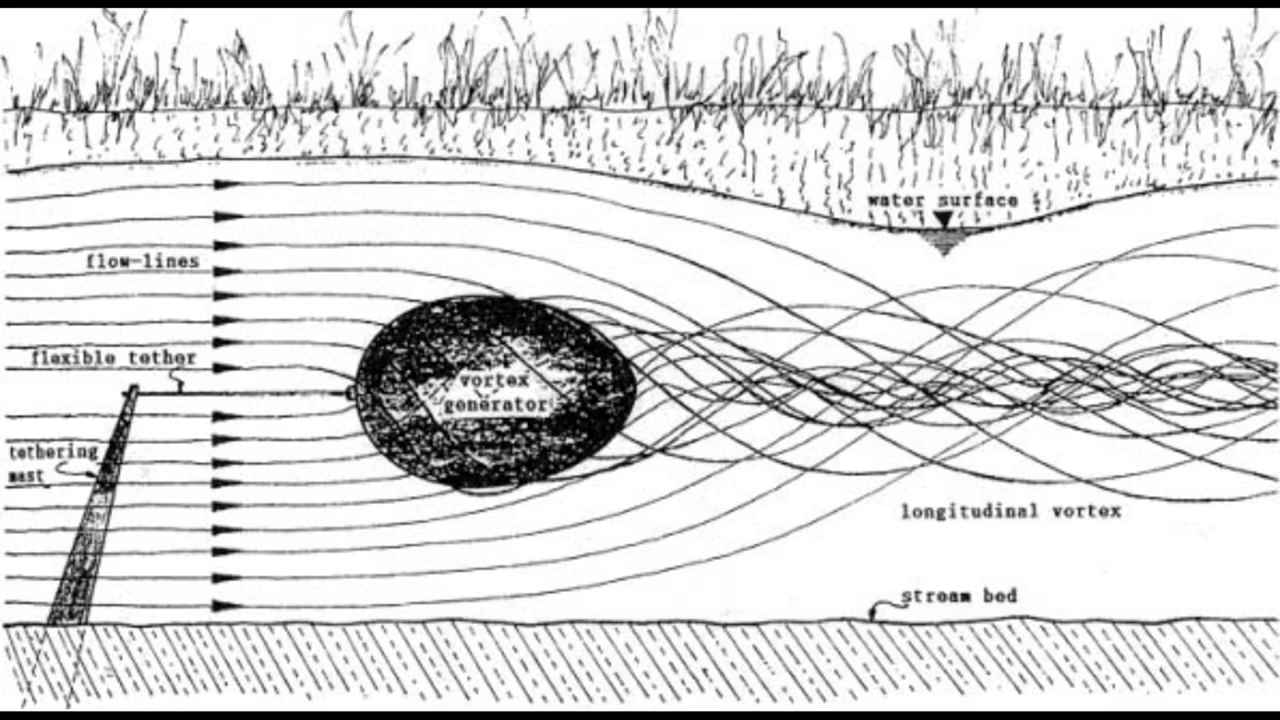 water surface
flow-lines
flexible tether
vortex
generator
tethering
mast
longitudinal vortex
stream bed